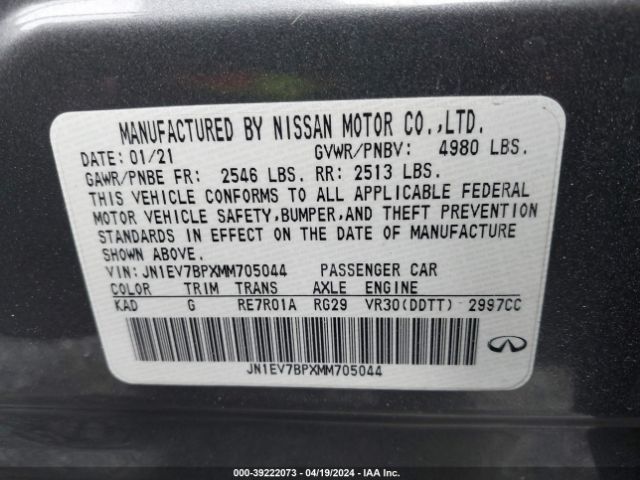 MANUFACTURED BY NISSAN MOTOR CO.,LTD.
DATE: 01/21 GVWR/PNBV: 4980 LBS.
GAWR/PNBE FR: 2546 LBS. RR: 2513 LBS.
THIS VEHICLE CONFORMS TO ALL APPLICABLE FEDERAL
MOTOR VEHICLE SAFETY,BUMPER,AND THEFT PREVENTION
STANDARDS IN EFFECT ON THE DATE OF MANUFACTURE
SHOWN ABOVE.
VIN: JN1EV7BPXMM705044 PASSENGER CAR
COLOR TRIM TRANS AXLE ENGINE
KAD G RE7R01A RG29 VR30(DDTT) 2997CC
JN1EV7BPXMM705044
000-39222073 - 04/19/2024 - IAA Inc.